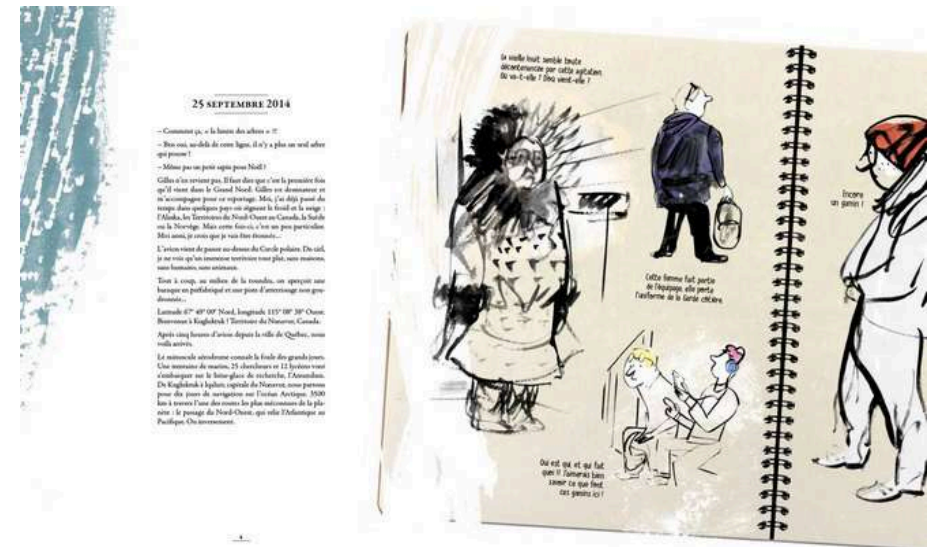 25 SEPTEMBRE 2014
– Comment ça, « la limite des arbres » ?!
– Ben oui, au-delà de cette ligne, il n'y a plus un seul arbre
qui pousse !
– Même pas un petit sapin pour Noël ?
Gilles n'en revient pas. Il faut dire que c'est la première fois
qu'il vient dans le Grand Nord. Gilles est dessinateur et
m'accompagne pour ce reportage. Moi, j'ai déjà passé du
temps dans quelques pays où règnent le froid et la neige :
l'Alaska, les Territoires du Nord-Ouest au Canada, la Suède
ou la Norvège. Mais cette fois-ci, c'est un peu particulier.
Moi aussi, je crois que je vais être étonnée...
L'avion vient de passer au-dessus du Cercle polaire. Du ciel,
je ne vois qu'un immense territoire tout plat, sans maisons,
sans humains, sans animaux.
Tout à coup, au milieu de la toundra, on aperçoit une
baraque en préfabriqué et une piste d'atterrissage non gou-
dronnée...
Latitude 67° 49' 00" Nord, longitude 115° 08' 38" Ouest.
Bienvenue à Kugluktuk ! Territoire du Nunavut, Canada.
Après cinq heures d'avion depuis la ville de Québec, nous
voilà arrivés.
Le minuscule aérodrome connaît la foule des grands jours.
Une trentaine de marins, 25 chercheurs et 12 lycéens vont
s'embarquer sur le brise-glace de recherche, l'Amundsen.
De Kugluktuk à Iqaluit, capitale du Nunavut, nous partons
pour dix jours de navigation sur l'océan Arctique. 3500
km à travers l'une des routes les plus méconnues de la pla-
nète : le passage du Nord-Ouest, qui relie l'Atlantique au
Pacifique. Ou inversement.
4
La vieille Inuit semble toute
décontenancée par cette agitation.
Où va-t-elle ? D'où vient-elle ?
Cette femme fait partie
de l'équipage, elle porte
l'uniforme de la Garde côtière.
Qui est qui, et qui fait
quoi ?! J'aimerais bien
savoir ce que font
ces gamins ici !
Encore
un gamin !